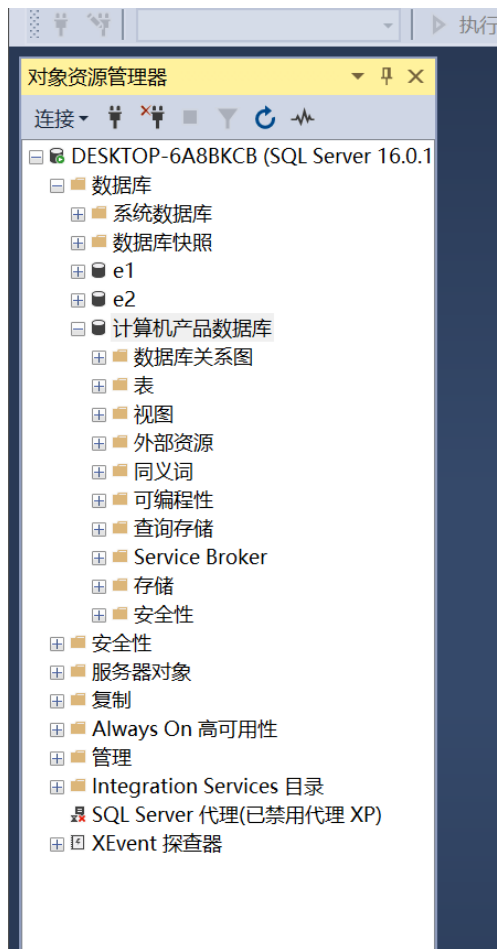 执行
对象资源管理器
连接
DESKTOP-6A8BKCB (SQL Server 16.0.1
数据库
系统数据库
数据库快照
e1
e2
计算机产品数据库
数据库关系图
表
视图
外部资源
同义词
可编程性
查询存储
Service Broker
存储
安全性
安全性
服务器对象
复制
Always On 高可用性
管理
Integration Services 目录
SQL Server 代理(已禁用代理 XP)
XEvent 探查器